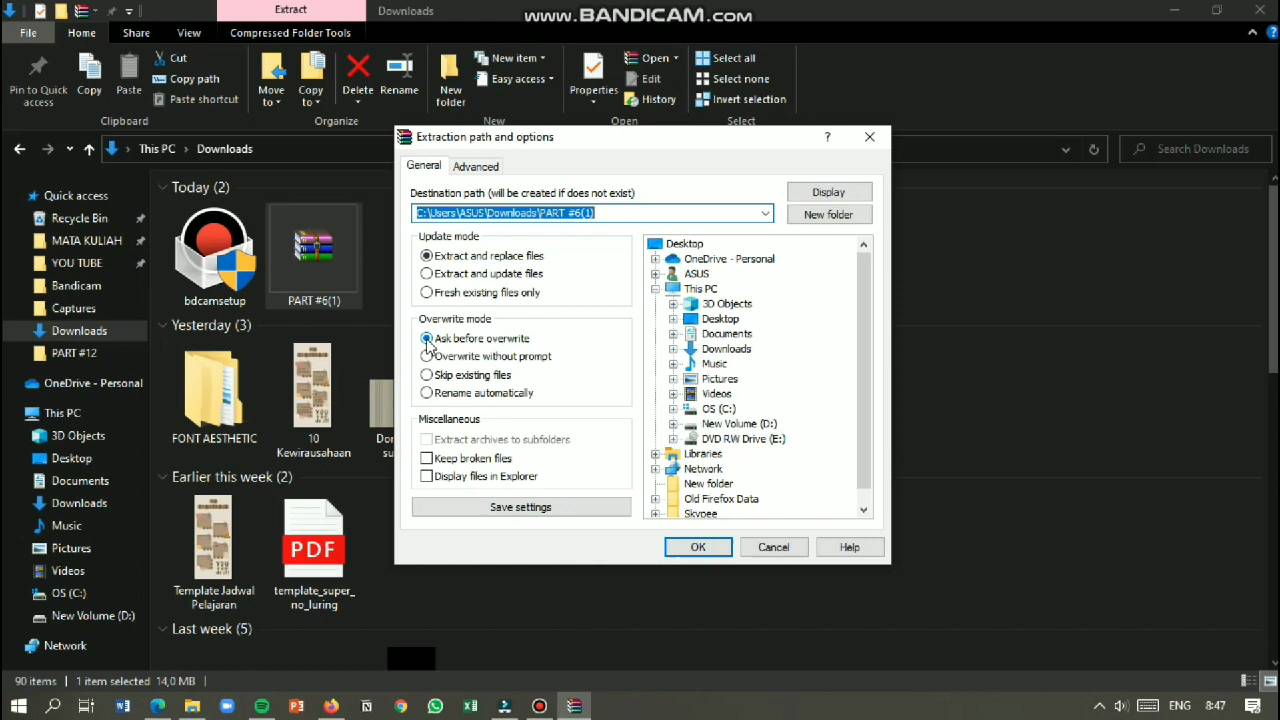 Extract
Downloads
www.BANDICAM.com
File
Home
Share
View
Compressed Folder Tools
Pin to Quick access
Copy
Paste
Cut
Copy path
Paste shortcut
Move to
Copy to
Delete
Rename
New folder
New item
Easy access
Properties
Open
Edit
History
Select all
Select none
Invert selection
Clipboard
Organize
New
Open
Select
This PC
Downloads
Search Downloads
Quick access
Recycle Bin
MATA KULIAH
YOU TUBE
Bandicam
Captures
Downloads
PART #12
OneDrive - Personal
This PC
3D Objects
Desktop
Documents
Downloads
Music
Pictures
Videos
OS (C:)
New Volume (D:)
Network
Today (2)
bdcamsetup
PART #6(1)
Yesterday (3)
FONT AESTHETIC
10
Kewirausahaan
Earlier this week (2)
Template Jadwal
Pelajaran
PDF
template_super_
no_luring
Last week (5)
Extraction path and options
?
General
Advanced
Destination path (will be created if does not exist)
C:\Users\ASUS\Downloads\PART #6(1)
Display
New folder
Update mode
Extract and replace files
Extract and update files
Fresh existing files only
Overwrite mode
Ask before overwrite
Overwrite without prompt
Skip existing files
Rename automatically
Miscellaneous
Extract archives to subfolders
Keep broken files
Display files in Explorer
Save settings
Desktop
OneDrive - Personal
ASUS
This PC
3D Objects
Desktop
Documents
Downloads
Music
Pictures
Videos
OS (C:)
New Volume (D:)
DVD RW Drive (E:)
Libraries
Network
New folder
Old Firefox Data
Skypee
OK
Cancel
Help
90 items
1 item selected 14,0 MB
ENG
8:47